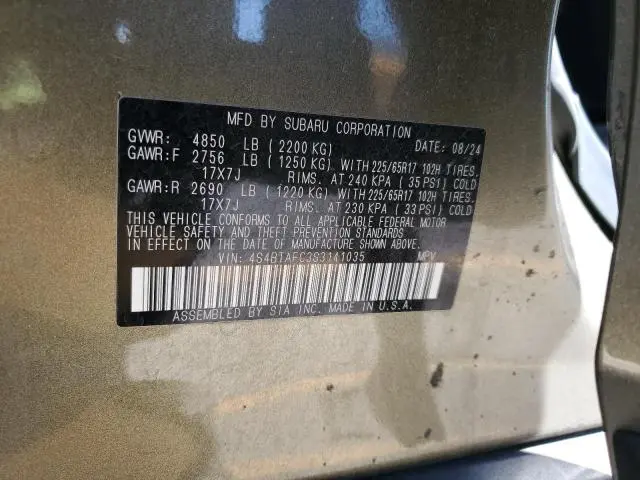 MFD BY SUBARU CORPORATION
GVWR: 4850 LB ( 2200 KG) DATE: 08/24
GAWR:F 2756 LB ( 1250 KG) WITH 225/65R17 102H TIRES.
17X7J RIMS. AT 240 KPA ( 35 PSI) COLD
GAWR:R 2690 LB ( 1220 KG) WITH 225/65R17 102H TIRES.
17X7J RIMS. AT 230 KPA ( 33 PSI) COLD
THIS VEHICLE CONFORMS TO ALL APPLICABLE FEDERAL MOTOR
VEHICLE SAFETY AND THEFT PREVENTION STANDARDS
IN EFFECT ON THE DATE OF MANUFACTURE SHOWN ABOVE.
VIN: 4S4BTAFC3S3141035 MPV
ASSEMBLED BY SIA INC. MADE IN U.S.A.